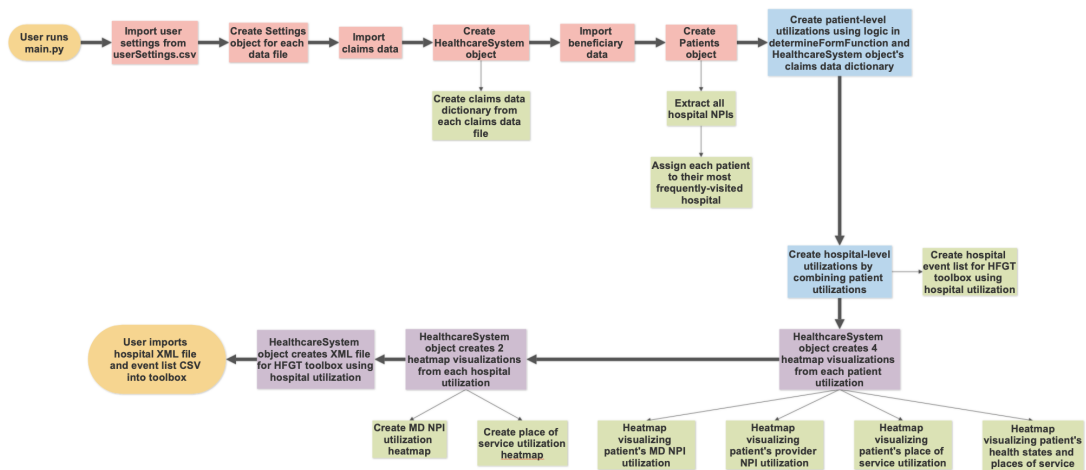 User runs
main.py
Import user
settings from
userSettings.csv
Create Settings
object for each
data file
Import
claims data
Create
HealthcareSystem
object
Import
beneficiary
data
Create
Patients
object
Create patient-level
utilizations using logic in
determineFormFunction and
HealthcareSystem object's
claims data dictionary
Create claims data
dictionary from
each claims data
file
Extract all
hospital NPIs
Assign each patient
to their most
frequently-visited
hospital
Create hospital-level
utilizations by
combining patient
utilizations
Create hospital
event list for HFGT
toolbox using
hospital utilization
User imports
hospital XML file
and event list CSV
into toolbox
HealthcareSystem
object creates XML file
for HFGT toolbox using
hospital utilization
HealthcareSystem
object creates 2
heatmap visualizations
from each hospital
utilization
HealthcareSystem
object creates 4
heatmap visualizations
from each patient
utilization
Create MD NPI
utilization
heatmap
Create place of
service utilization
heatmap
Heatmap
visualizing
patient's MD NPI
utilization
Heatmap
visualizing
patient's provider
NPI utilization
Heatmap
visualizing
patient's place of
service utilization
Heatmap
visualizing patient's
health states and
places of service